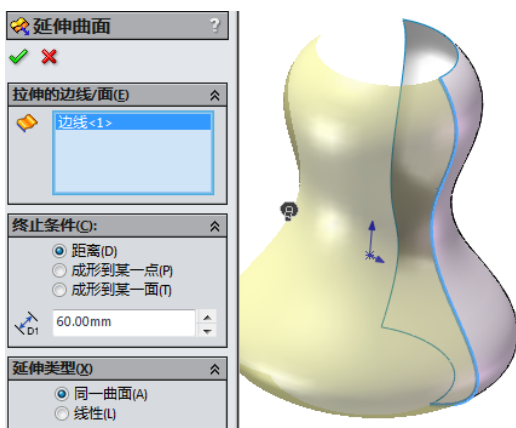 延伸曲面 ?
拉伸的边线/面(E)
边线<1>
终止条件(C):
距离(D)
成形到某一点(P)
成形到某一面(T)
D1 60.00mm
延伸类型(X)
同一曲面(A)
线性(L)